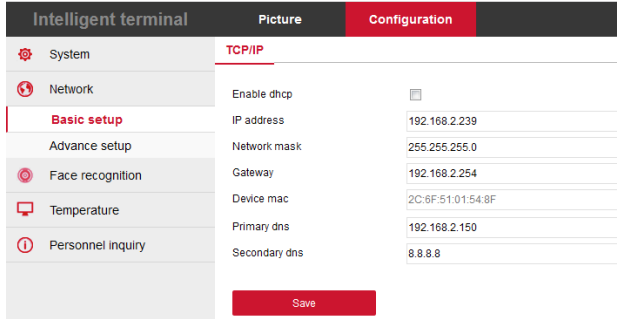 Intelligent terminal Picture Configuration
System
Network
Basic setup
Advance setup
Face recognition
Temperature
Personnel inquiry
TCP/IP
Enable dhcp
IP address 192.168.2.239
Network mask 255.255.255.0
Gateway 192.168.2.254
Device mac 2C:6F:51:01:54:8F
Primary dns 192.168.2.150
Secondary dns 8.8.8.8
Save